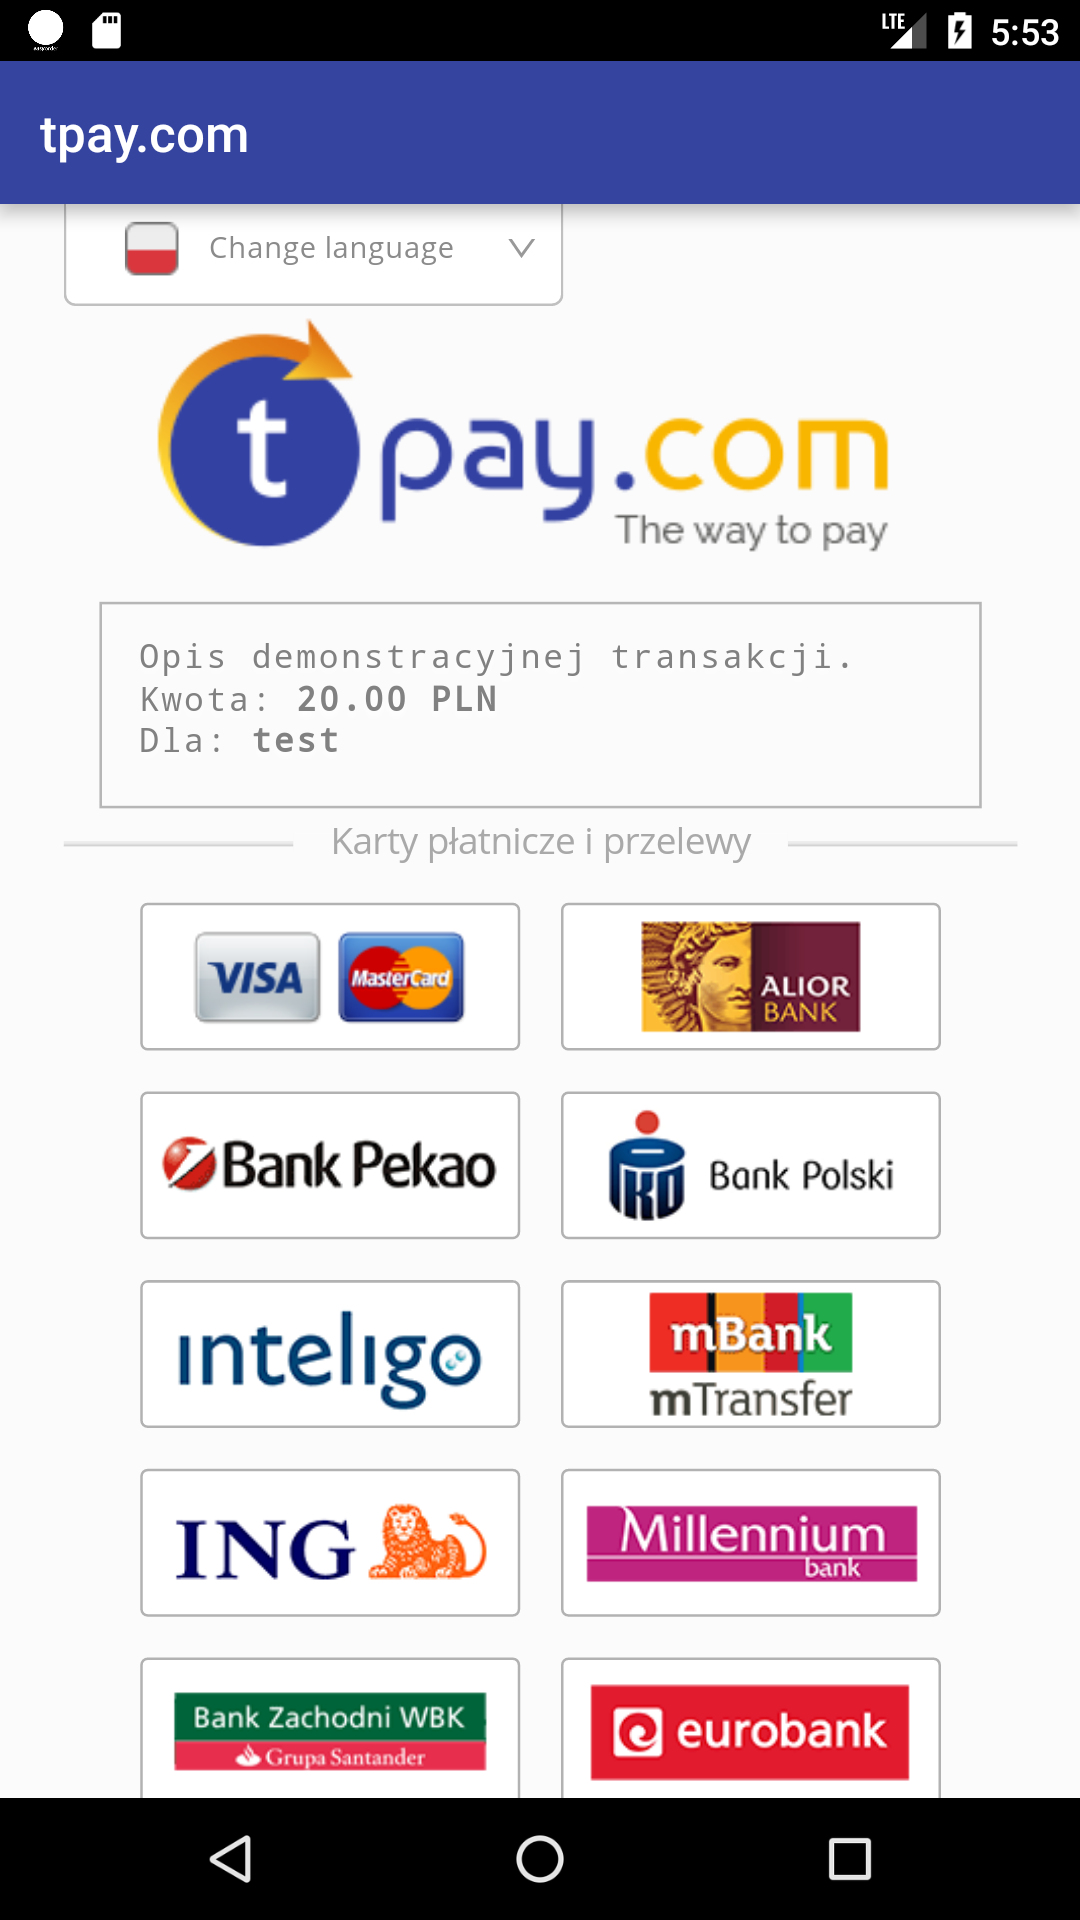 LTE 5:53
tpay.com
Change language
t pay.com
The way to pay
Opis demonstracyjnej transakcji.
Kwota: 20.00 PLN
Dla: test
Karty płatnicze i przelewy
VISA MasterCard
ALIOR
BANK
Bank Pekao
PKO Bank Polski
inteligo
mBank
mTransfer
ING
Millennium
bank
Bank Zachodni WBK
Grupa Santander
eurobank